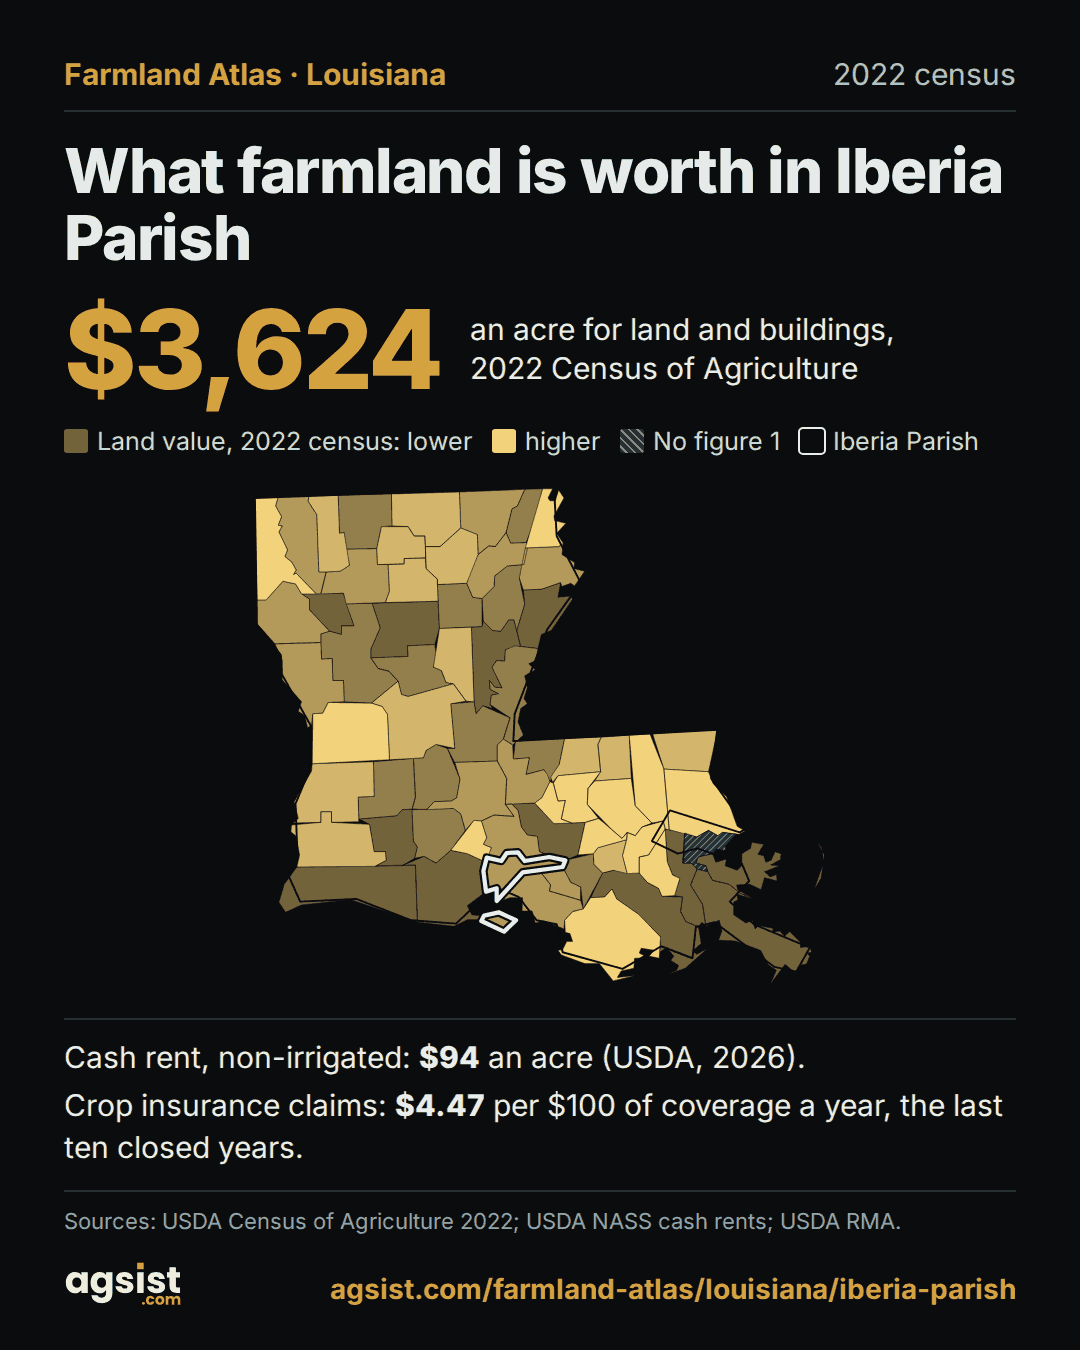 Farmland Atlas · Louisiana
2022 census
What farmland is worth in Iberia
Parish
$3,624
an acre for land and buildings,
2022 Census of Agriculture
Land value, 2022 census: lower
higher
No figure 1
Iberia Parish
Cash rent, non-irrigated: $94 an acre (USDA, 2026).
Crop insurance claims: $4.47 per $100 of coverage a year, the last
ten closed years.
Sources: USDA Census of Agriculture 2022; USDA NASS cash rents; USDA RMA.
agsist
.com
agsist.com/farmland-atlas/louisiana/iberia-parish